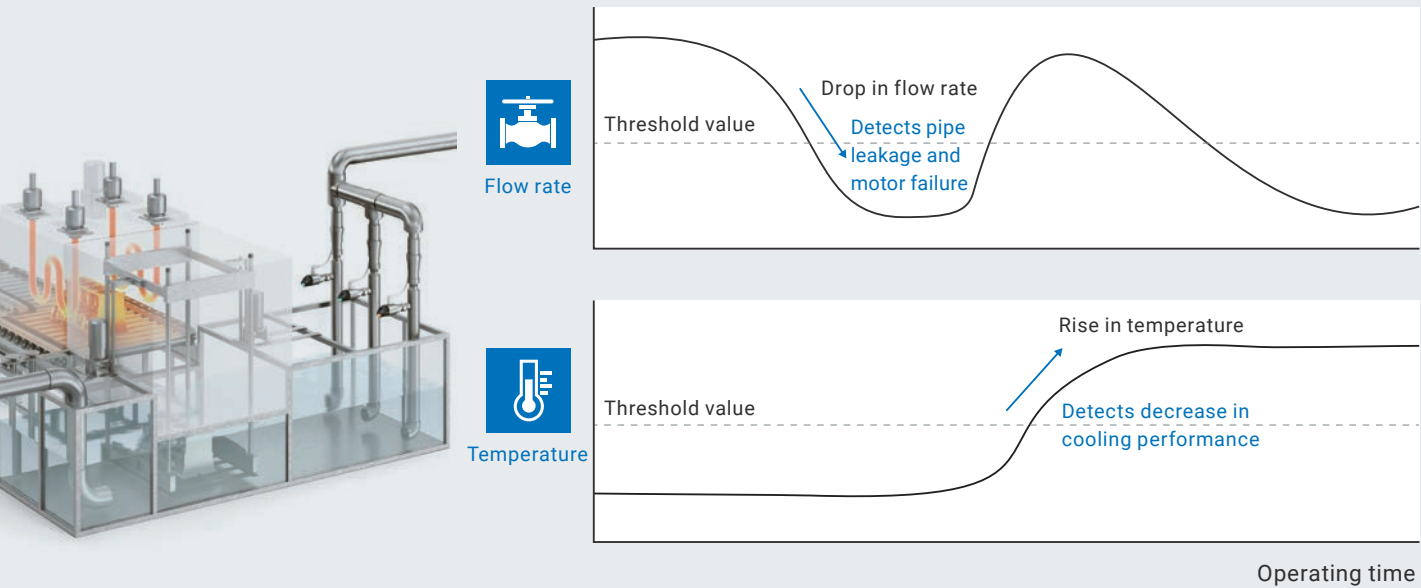 Flow rate
Threshold value
Drop in flow rate
Detects pipe
leakage and
motor failure
Temperature
Threshold value
Rise in temperature
Detects decrease in
cooling performance
Operating time